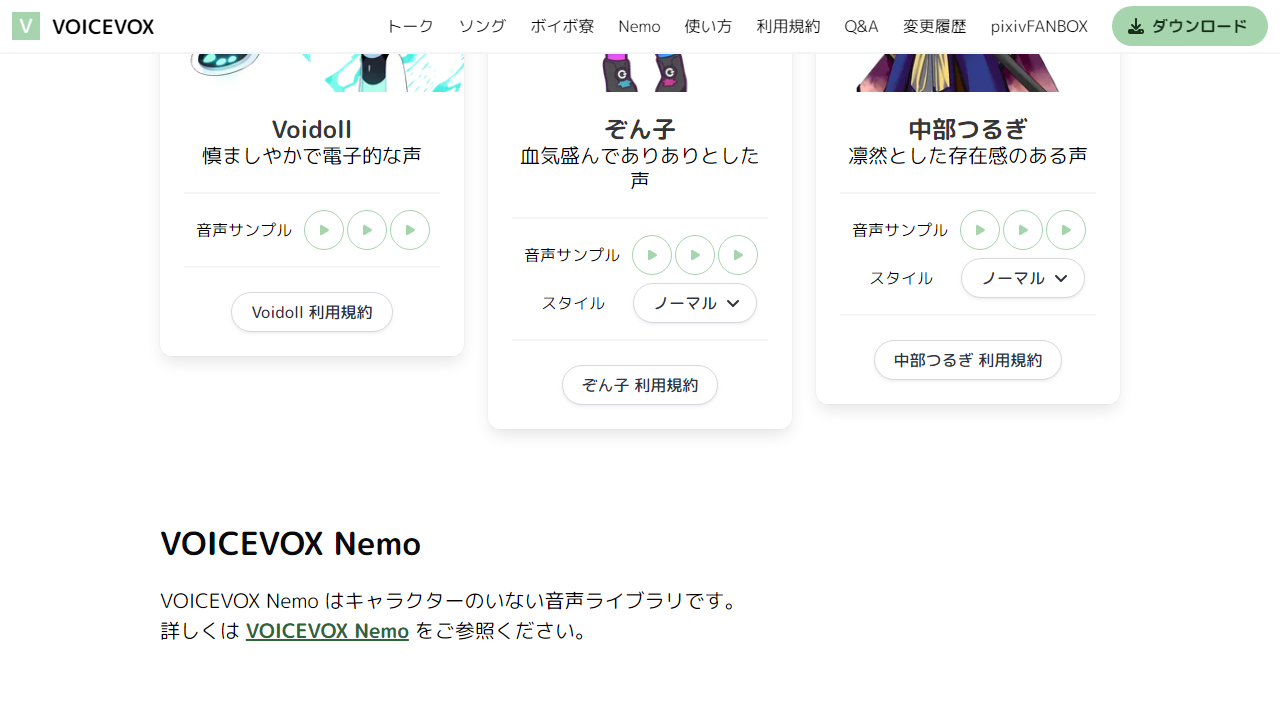 V VOICEVOX トーク ソング ボイボ寮 Nemo 使い方 利用規約 Q&A 変更履歴 pixivFANBOX ダウンロード
Voidoll
慎ましやかで電子的な声
音声サンプル
Voidoll 利用規約
ぞん子
血気盛んでありありとした
声
音声サンプル
スタイル ノーマル
ぞん子 利用規約
中部つるぎ
凛然とした存在感のある声
音声サンプル
スタイル ノーマル
中部つるぎ 利用規約
VOICEVOX Nemo
VOICEVOX Nemo はキャラクターのいない音声ライブラリです。
詳しくは VOICEVOX Nemo をご参照ください。